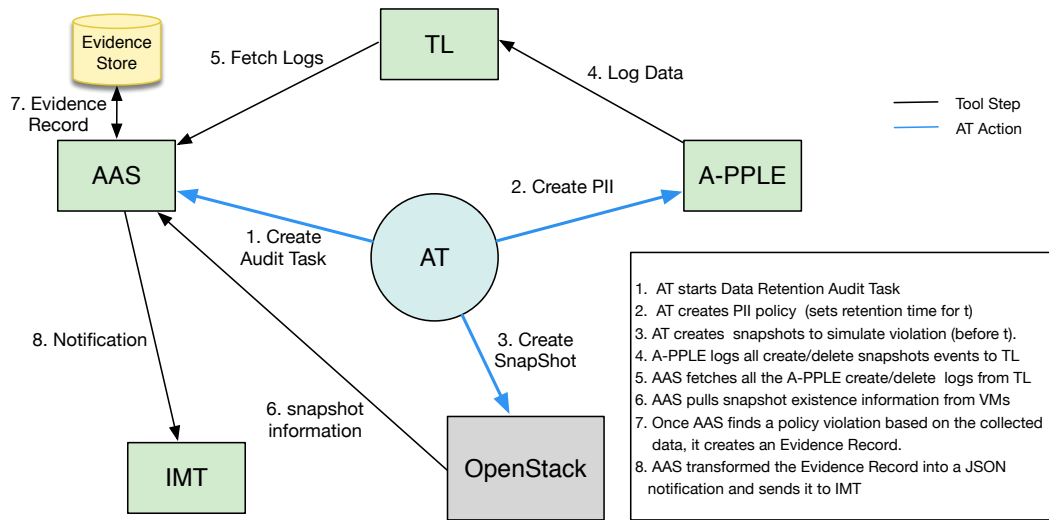 Evidence
Store
TL
5. Fetch Logs
4. Log Data
7. Evidence
Record
Tool Step
AT Action
AAS
2. Create PII
A-PPLE
1. Create
Audit Task
AT
8. Notification
3. Create
SnapShot
6. snapshot
information
IMT
OpenStack
1. AT starts Data Retention Audit Task
2. AT creates PII policy (sets retention time for t)
3. AT creates snapshots to simulate violation (before t).
4. A-PPLE logs all create/delete snapshots events to TL
5. AAS fetches all the A-PPLE create/delete logs from TL
6. AAS pulls snapshot existence information from VMs
7. Once AAS finds a policy violation based on the collected
data, it creates an Evidence Record.
8. AAS transformed the Evidence Record into a JSON
notification and sends it to IMT